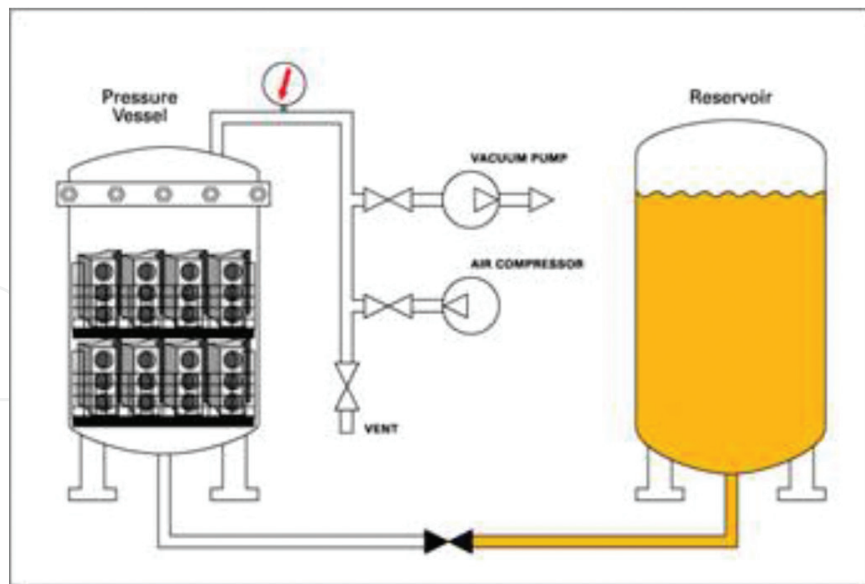 Pressure
Vessel
Reservoir
VACUUM PUMP
AIR COMPRESSOR
VENT